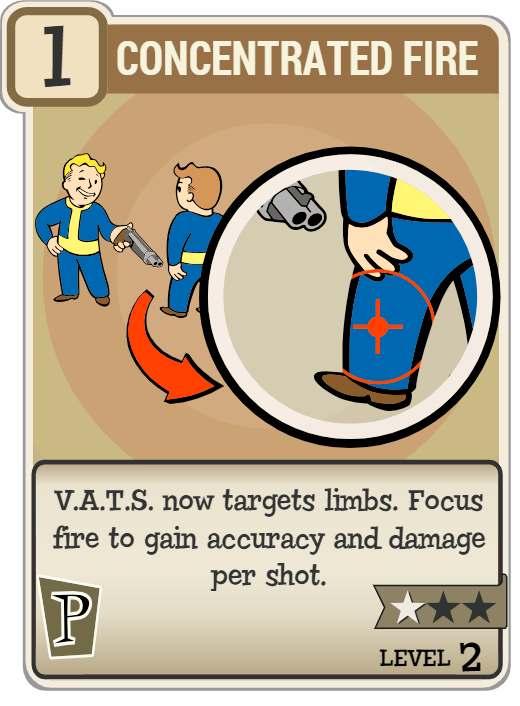 1
CONCENTRATED FIRE
V.A.T.S. now targets limbs. Focus
fire to gain accuracy and damage
per shot.
P
LEVEL 2